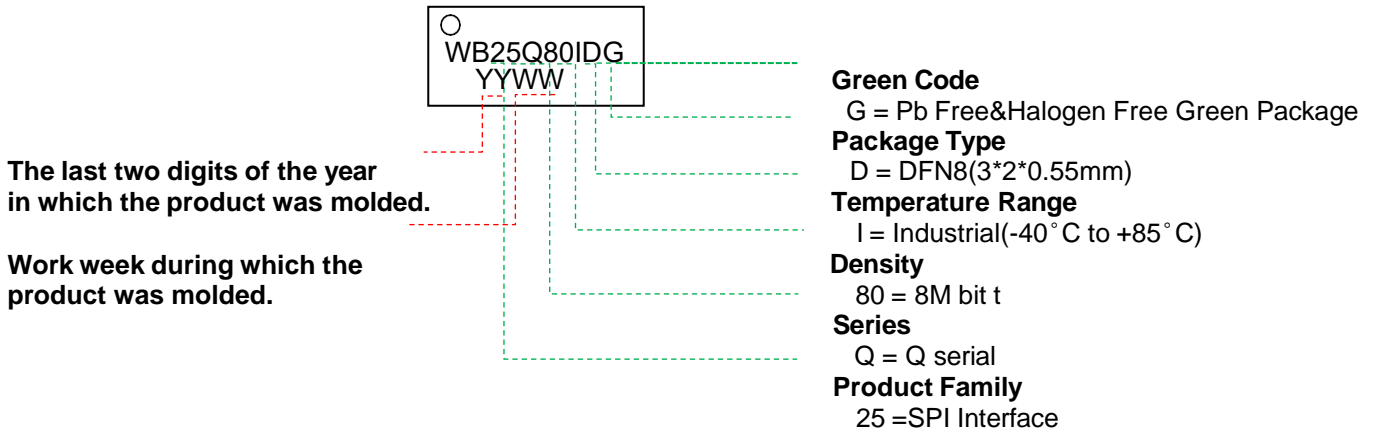 WB25Q80IDG
YYWW
The last two digits of the year
in which the product was molded.
Work week during which the
product was molded.
Green Code
G = Pb Free&Halogen Free Green Package
Package Type
D = DFN8(3*2*0.55mm)
Temperature Range
I = Industrial(-40°C to +85°C)
Density
80 = 8M bit t
Series
Q = Q serial
Product Family
25 =SPI Interface